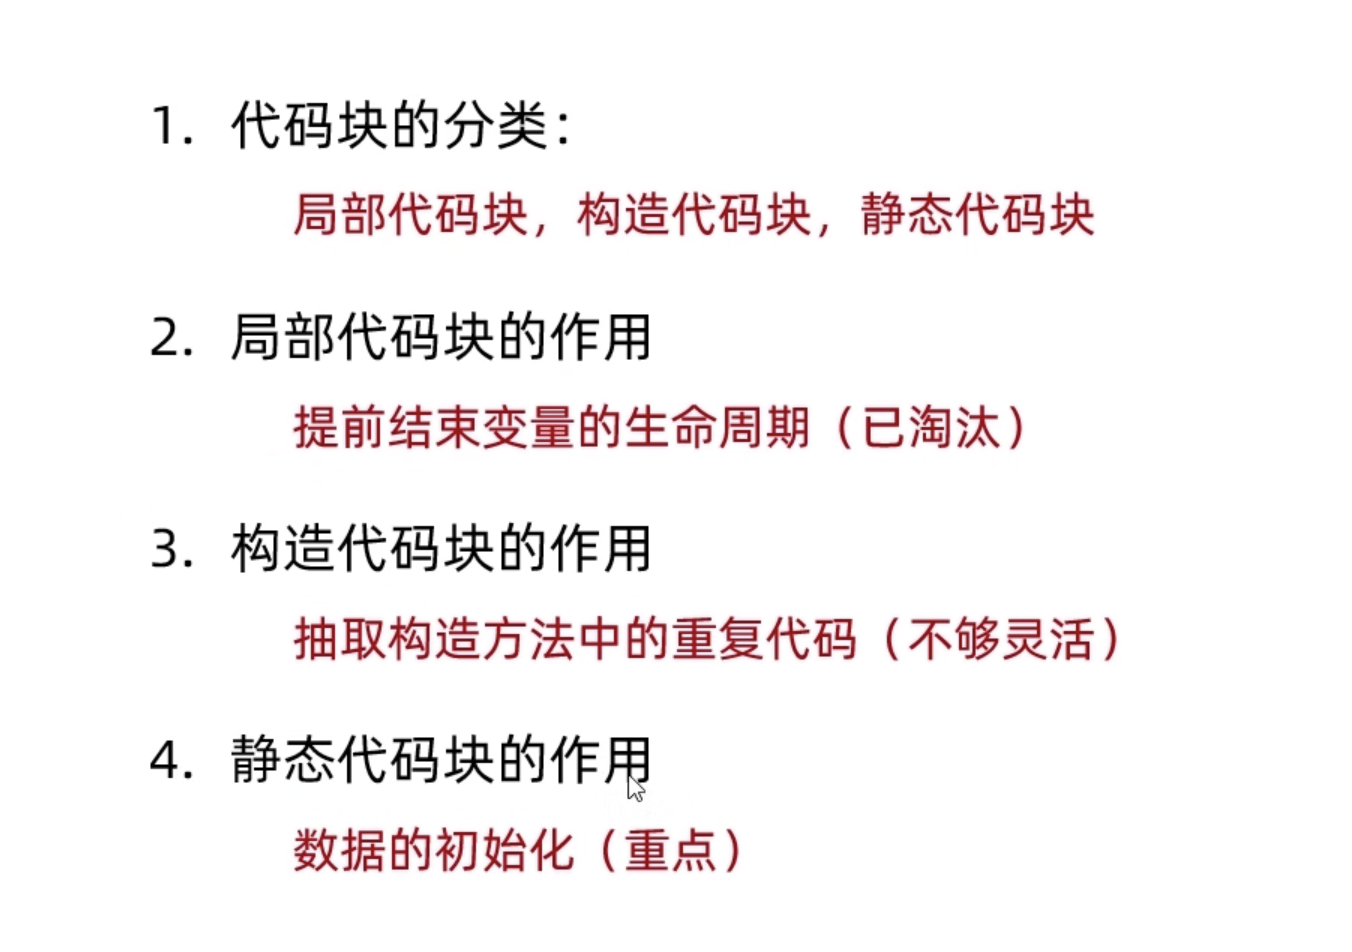 1. 代码块的分类：
局部代码块，构造代码块，静态代码块
2. 局部代码块的作用
提前结束变量的生命周期（已淘汰）
3. 构造代码块的作用
抽取构造方法中的重复代码（不够灵活）
4. 静态代码块的作用
数据的初始化（重点）